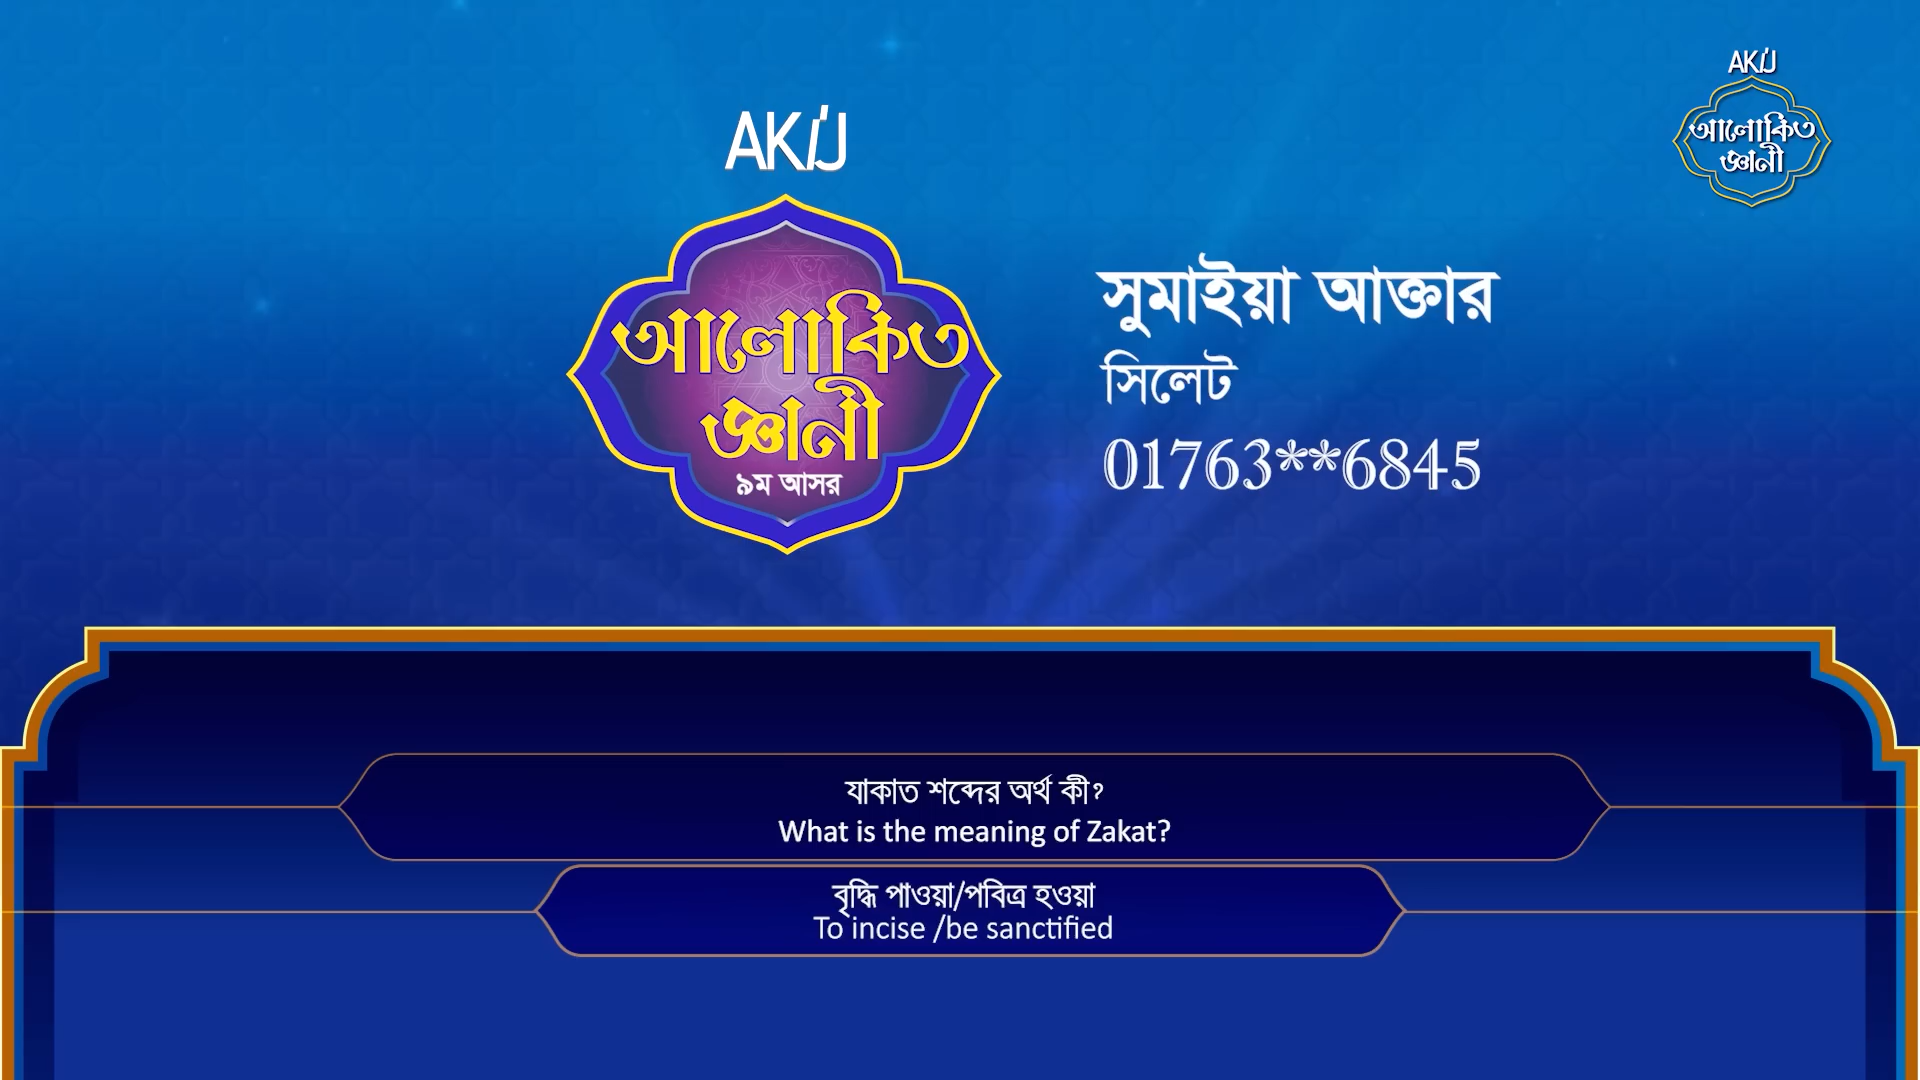 AKIJ
আলোকিত
জ্ঞানী
AKIJ
আলোকিত
জ্ঞানী
৯ম আসর
সুমাইয়া আক্তার
সিলেট
01763**6845
যাকাত শব্দের অর্থ কী?
What is the meaning of Zakat?
বৃদ্ধি পাওয়া/পবিত্র হওয়া
To incise /be sanctified